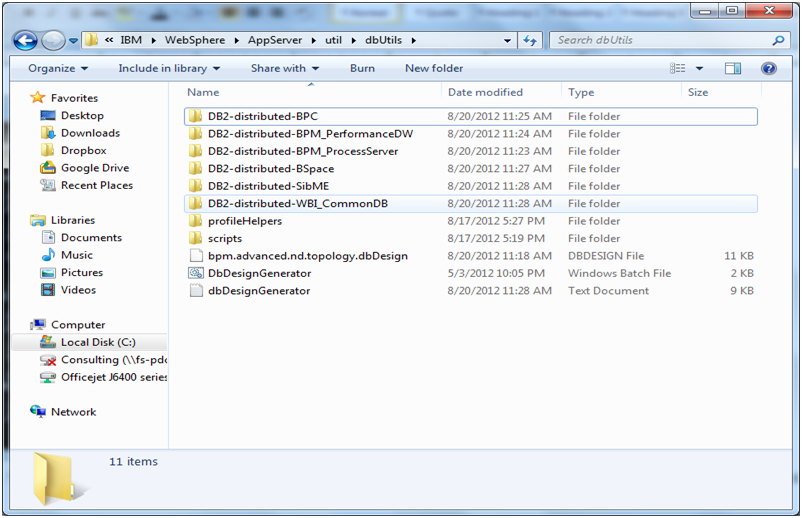 « IBM ▸ WebSphere ▸ AppServer ▸ util ▸ dbUtils ▸ Search dbUtils
Organize Include in library Share with Burn New folder
Name Date modified Type Size
Favorites
Desktop
Downloads
Dropbox
Google Drive
Recent Places
Libraries
Documents
Music
Pictures
Videos
Computer
Local Disk (C:)
Consulting (\\fs-pdc
Officejet J6400 series
Network
DB2-distributed-BPC 8/20/2012 11:25 AM File folder
DB2-distributed-BPM_PerformanceDW 8/20/2012 11:24 AM File folder
DB2-distributed-BPM_ProcessServer 8/20/2012 11:23 AM File folder
DB2-distributed-BSpace 8/20/2012 11:27 AM File folder
DB2-distributed-SibME 8/20/2012 11:28 AM File folder
DB2-distributed-WBI_CommonDB 8/20/2012 11:28 AM File folder
profileHelpers 8/17/2012 5:27 PM File folder
scripts 8/17/2012 5:19 PM File folder
bpm.advanced.nd.topology.dbDesign 8/20/2012 11:18 AM DBDESIGN File 11 KB
DbDesignGenerator 5/3/2012 10:05 PM Windows Batch File 2 KB
dbDesignGenerator 8/20/2012 11:28 AM Text Document 9 KB
11 items